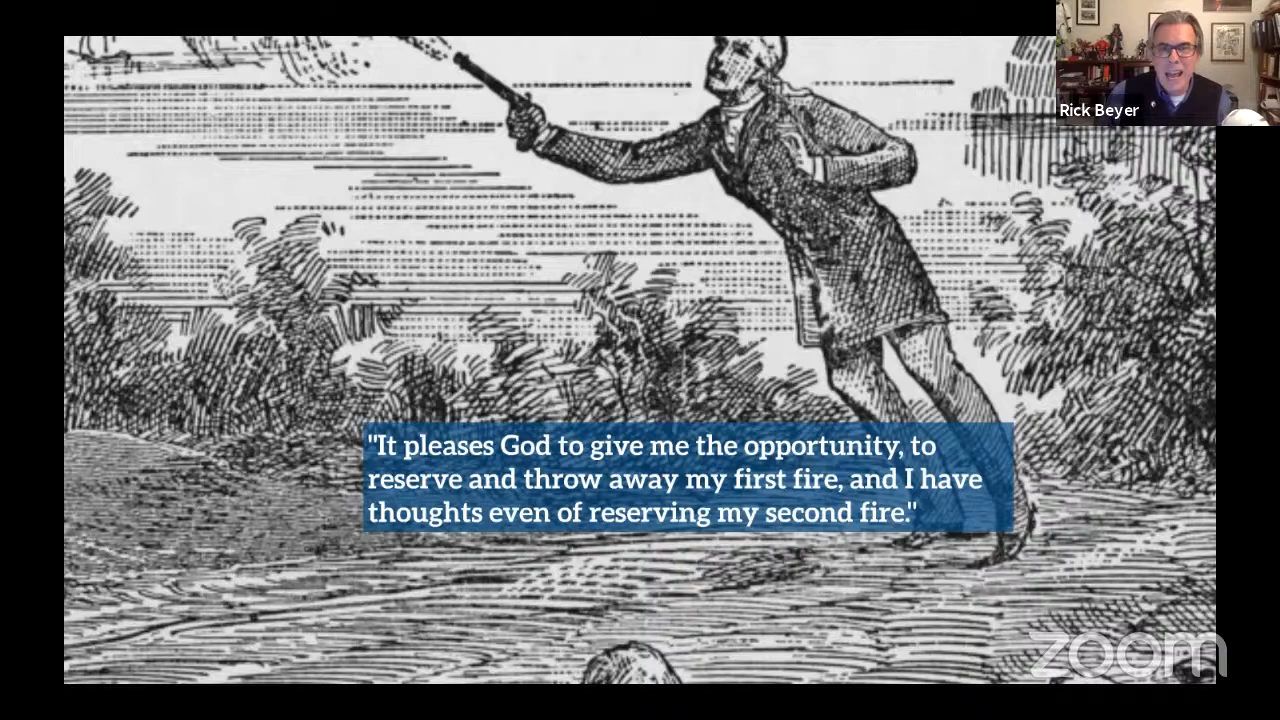 Rick Beyer
"It pleases God to give me the opportunity, to
reserve and throw away my first fire, and I have
thoughts even of reserving my second fire."
zoom